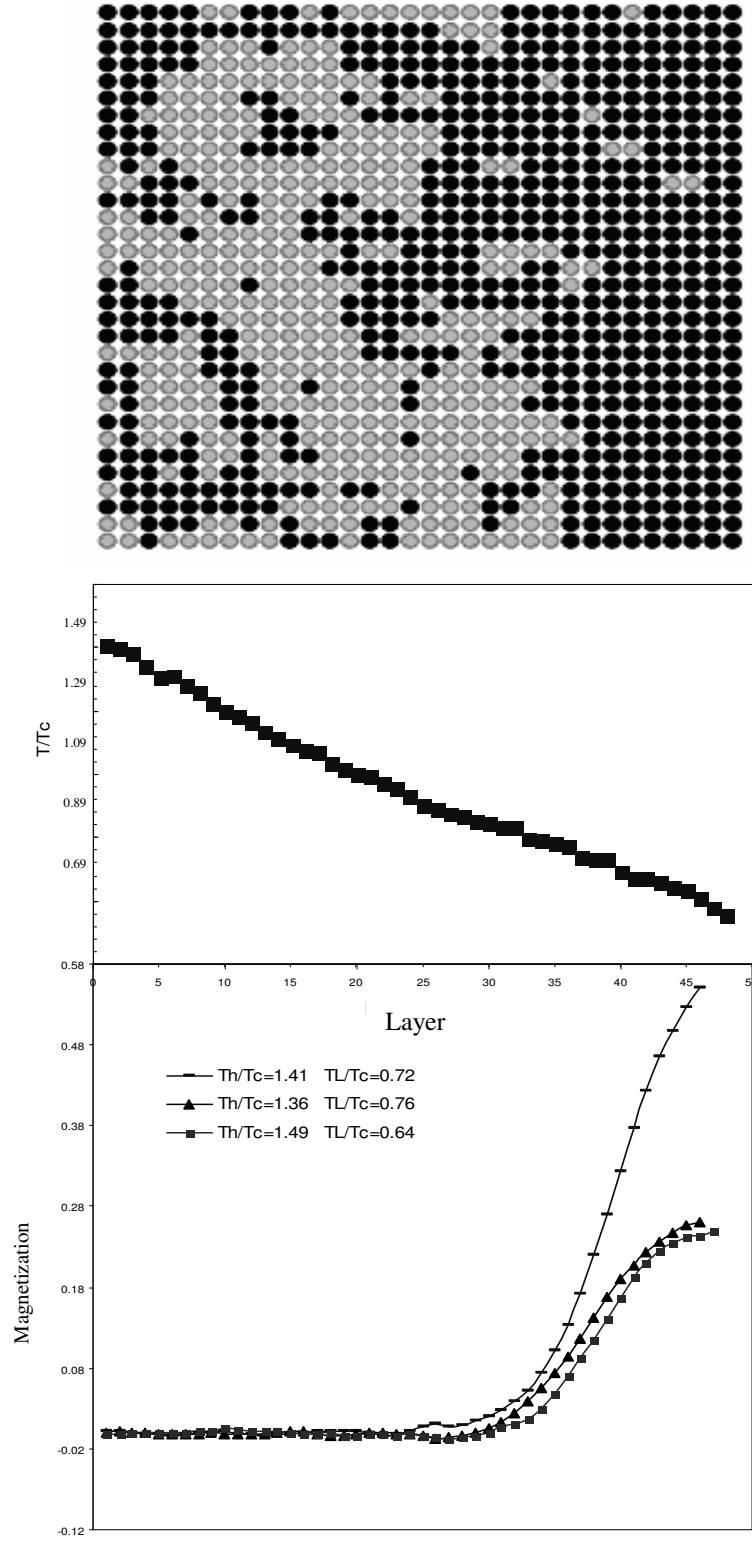 1.49
1.29
T/Tc
1.09
0.89
0.69
0.58
0 5 10 15 20 25 30 35 40 45 5
Layer
0.48
Th/Tc=1.41 TL/Tc=0.72
Th/Tc=1.36 TL/Tc=0.76
Th/Tc=1.49 TL/Tc=0.64
0.38
0.28
0.18
Magnetization
0.08
-0.02
-0.12